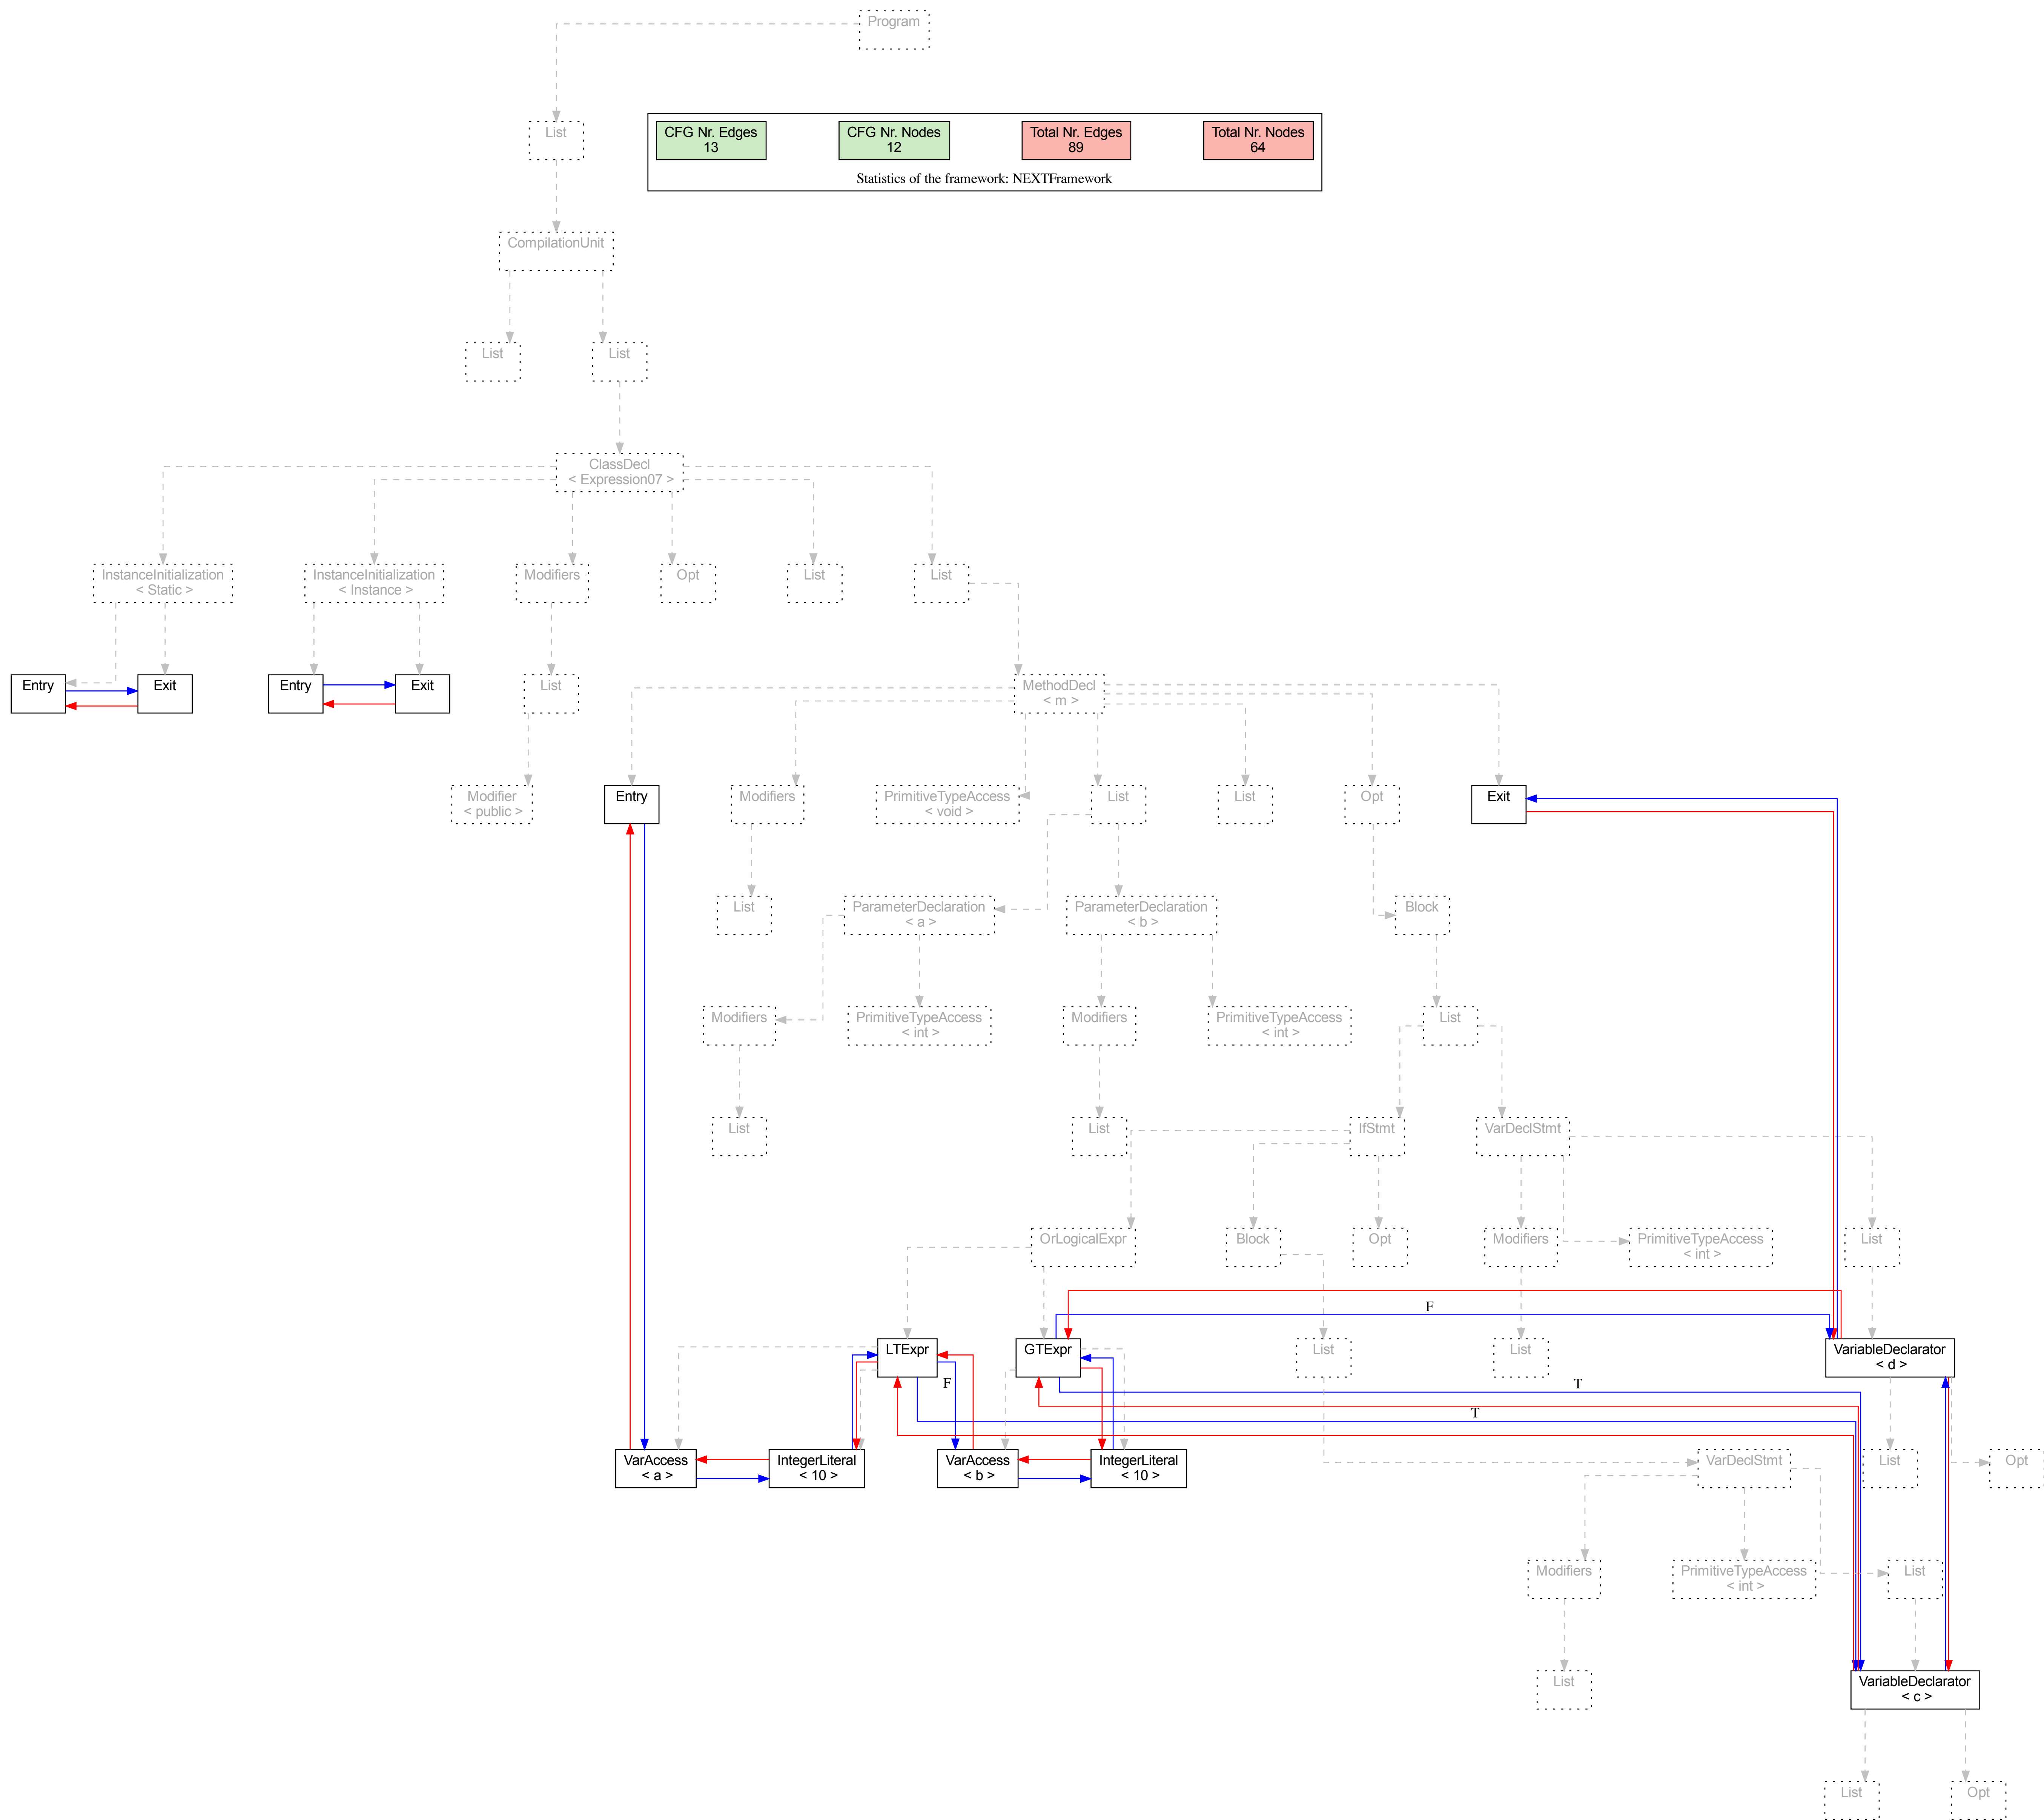 Program
List
CFG Nr. Edges
13
CFG Nr. Nodes
12
Total Nr. Edges
89
Total Nr. Nodes
64
Statistics of the framework: NEXTFramework
CompilationUnit
List
List
ClassDecl
< Expression07 >
InstanceInitialization
< Static >
InstanceInitialization
< Instance >
Modifiers
Opt
List
List
Entry
Exit
Entry
Exit
List
MethodDecl
< m >
Modifier
< public >
Entry
Modifiers
PrimitiveTypeAccess
< void >
List
List
Opt
Exit
List
ParameterDeclaration
< a >
ParameterDeclaration
< b >
Block
Modifiers
PrimitiveTypeAccess
< int >
Modifiers
PrimitiveTypeAccess
< int >
List
List
List
IfStmt
VarDeclStmt
OrLogicalExpr
Block
Opt
Modifiers
PrimitiveTypeAccess
< int >
List
F
LTExpr
GTExpr
List
List
VariableDeclarator
< d >
F
T
T
VarAccess
< a >
IntegerLiteral
< 10 >
VarAccess
< b >
IntegerLiteral
< 10 >
VarDeclStmt
List
Opt
Modifiers
PrimitiveTypeAccess
< int >
List
List
VariableDeclarator
< c >
List
Opt